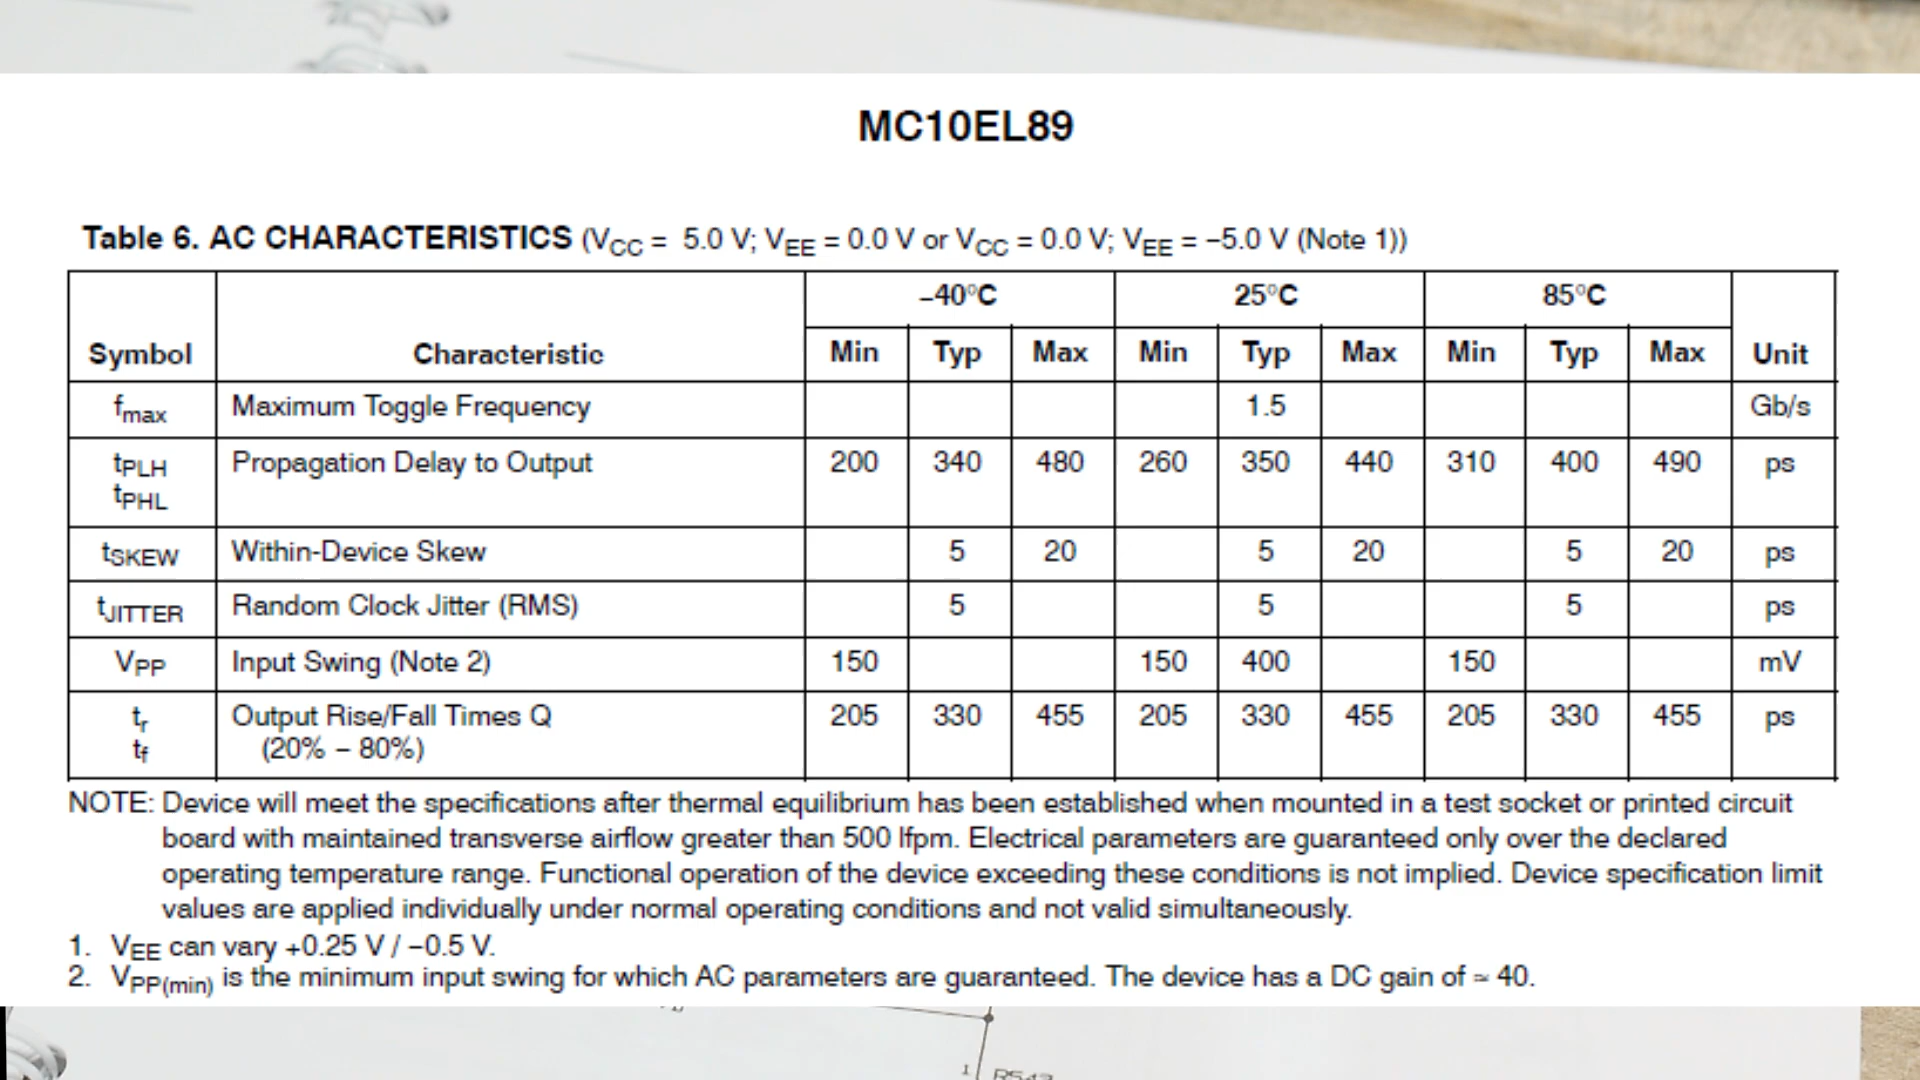 MC10EL89
Table 6. AC CHARACTERISTICS (VCC = 5.0 V; VEE = 0.0 V or VCC = 0.0 V; VEE = −5.0 V (Note 1))
−40°C 25°C 85°C
Symbol Characteristic Min Typ Max Min Typ Max Min Typ Max Unit
fmax Maximum Toggle Frequency 1.5 Gb/s
tPLH Propagation Delay to Output 200 340 480 260 350 440 310 400 490 ps
tPHL
tSKEW Within-Device Skew 5 20 5 20 5 20 ps
tJITTER Random Clock Jitter (RMS) 5 5 5 ps
VPP Input Swing (Note 2) 150 150 400 150 mV
tr Output Rise/Fall Times Q 205 330 455 205 330 455 205 330 455 ps
tf (20% − 80%)
NOTE: Device will meet the specifications after thermal equilibrium has been established when mounted in a test socket or printed circuit
board with maintained transverse airflow greater than 500 lfpm. Electrical parameters are guaranteed only over the declared
operating temperature range. Functional operation of the device exceeding these conditions is not implied. Device specification limit
values are applied individually under normal operating conditions and not valid simultaneously.
1. VEE can vary +0.25 V / −0.5 V.
2. VPP(min) is the minimum input swing for which AC parameters are guaranteed. The device has a DC gain of ≃ 40.
1